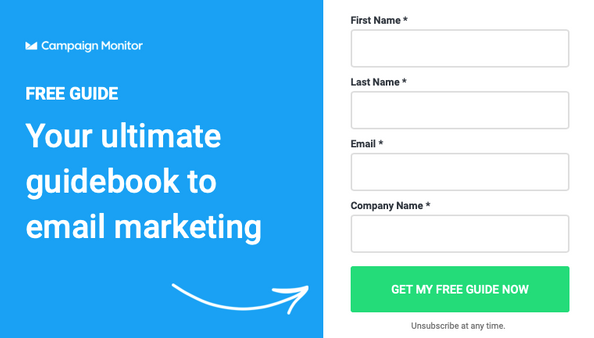 Campaign Monitor
FREE GUIDE
Your ultimate
guidebook to
email marketing
First Name *
Last Name *
Email *
Company Name *
GET MY FREE GUIDE NOW
Unsubscribe at any time.